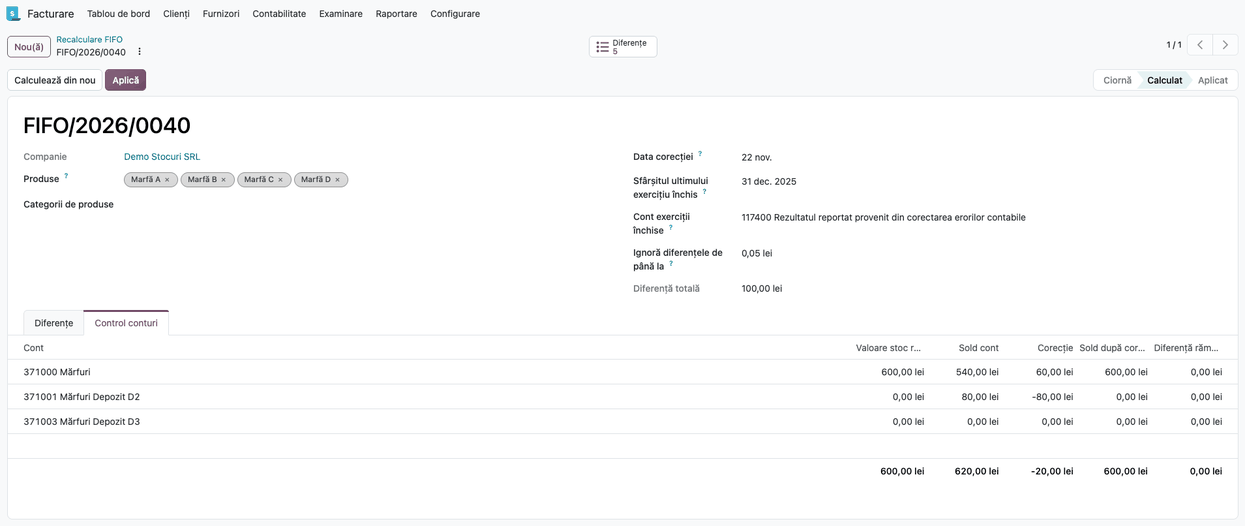 Facturare Tablou de bord Clienți Furnizori Contabilitate Examinare Raportare Configurare
Nou(ă)
Recalculare FIFO
FIFO/2026/0040
Diferențe
5
1 / 1
Calculează din nou Aplică
Ciornă Calculat Aplicat
FIFO/2026/0040
Companie Demo Stocuri SRL
Produse ? Marfă A × Marfă B × Marfă C × Marfă D ×
Categorii de produse
Data corecției ? 22 nov.
Sfârșitul ultimului
exercițiu închis ? 31 dec. 2025
Cont exerciții
închise ? 117400 Rezultatul reportat provenit din corectarea erorilor contabile
Ignoră diferențele de
până la ? 0,05 lei
Diferență totală 100,00 lei
Diferențe Control conturi
Cont Valoare stoc r... Sold cont Corecție Sold după cor... Diferență răm...
371000 Mărfuri 600,00 lei 540,00 lei 60,00 lei 600,00 lei 0,00 lei
371001 Mărfuri Depozit D2 0,00 lei 80,00 lei -80,00 lei 0,00 lei 0,00 lei
371003 Mărfuri Depozit D3 0,00 lei 0,00 lei 0,00 lei 0,00 lei 0,00 lei
600,00 lei 620,00 lei -20,00 lei 600,00 lei 0,00 lei